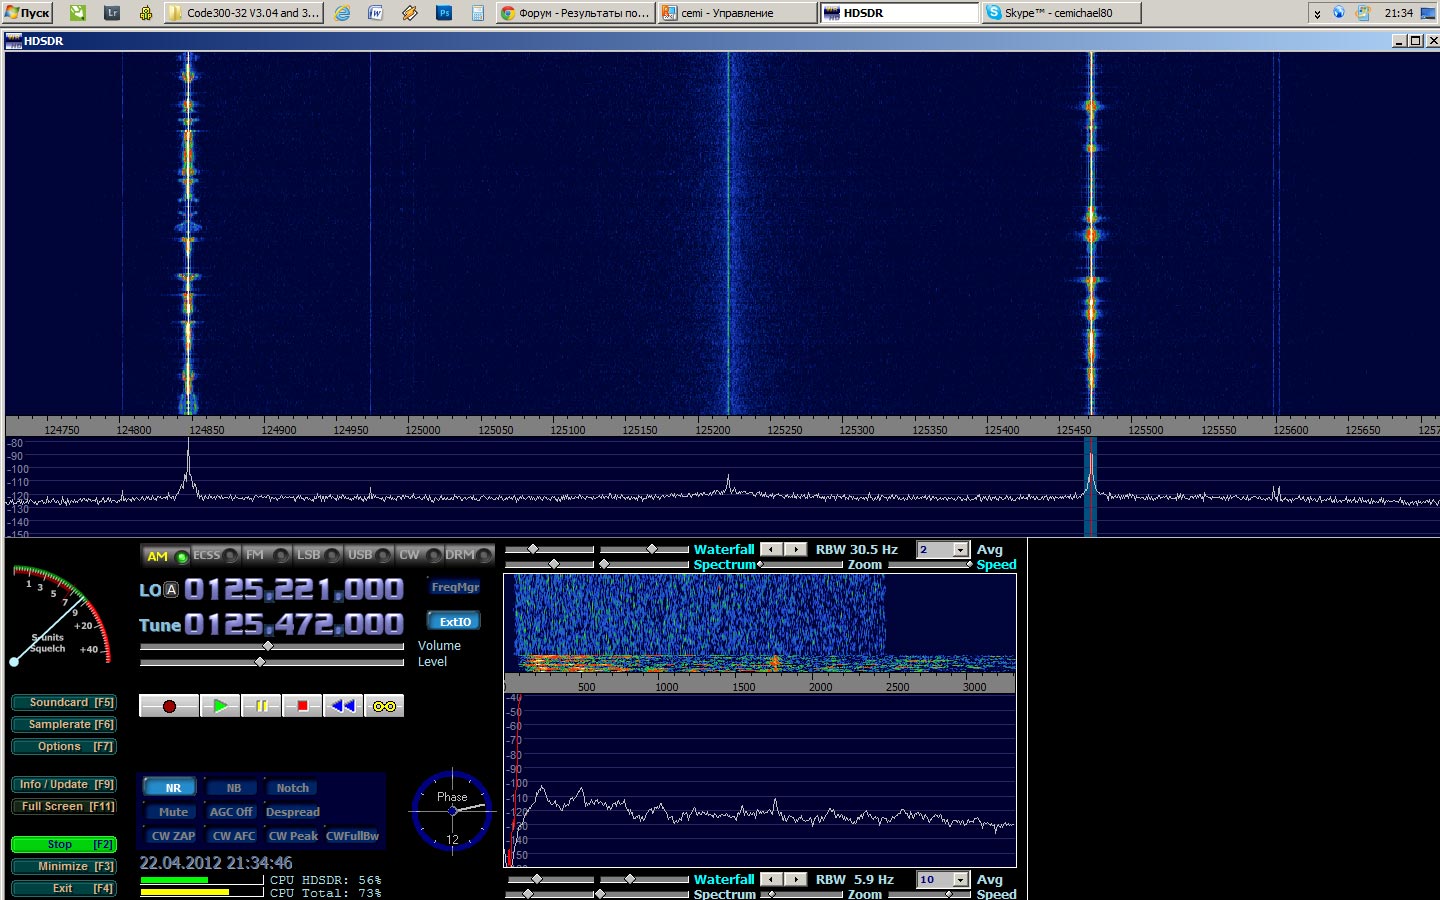 Пуск Lr Ps Code300-32 V3.04 and 3... Форум - Результаты по... cemi - Управление HDSDR Skype™ - cemichael80 21:34
HDSDR
124750 124800 124850 124900 124950 125000 125050 125100 125150 125200 125250 125300 125350 125400 125450 125500 125550 125600 125650
-80
-90
-100
-110
-120
-130
-140
-150
AM ECSS FM LSB USB CW DRM
Waterfall RBW 30.5 Hz 2 Avg
Spectrum Zoom Speed
LO A 0125.221.000 FreqMgr
Tune 0125.472.000 ExtIO
Volume
Level
1 3 5 7 9 +20 +40
S-units
Squelch
500 1000 1500 2000 2500 3000
Soundcard [F5]
Samplerate [F6]
Options [F7]
Info / Update [F9]
Full Screen [F11]
Stop [F2]
Minimize [F3]
Exit [F4]
NR NB Notch
Mute AGC Off Despread
CW ZAP CW AFC CW Peak CWFullBw
Phase
12
22.04.2012 21:34:46
CPU HDSDR: 56%
CPU Total: 73%
-40
-50
-60
-70
-80
-90
-100
-110
-120
-130
-140
-150
Waterfall RBW 5.9 Hz 10 Avg
Spectrum Zoom Speed